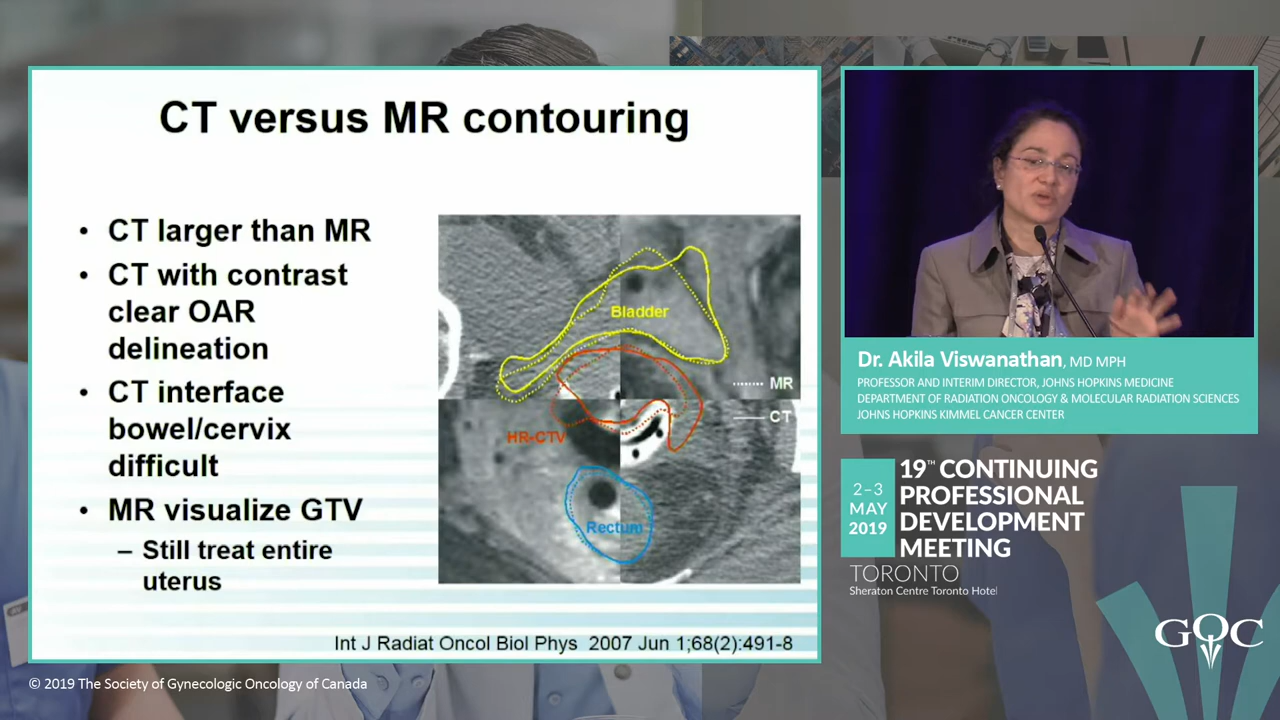 CT versus MR contouring
• CT larger than MR
• CT with contrast
clear OAR
delineation
• CT interface
bowel/cervix
difficult
• MR visualize GTV
– Still treat entire
uterus
Bladder
MR
CT
HR-CTV
Rectum
Int J Radiat Oncol Biol Phys 2007 Jun 1;68(2):491-8
Dr. Akila Viswanathan, MD MPH
PROFESSOR AND INTERIM DIRECTOR, JOHNS HOPKINS MEDICINE
DEPARTMENT OF RADIATION ONCOLOGY & MOLECULAR RADIATION SCIENCES
JOHNS HOPKINS KIMMEL CANCER CENTER
2–3
MAY
2019
19TH CONTINUING
PROFESSIONAL
DEVELOPMENT
MEETING
TORONTO
Sheraton Centre Toronto Hotel
GOC
© 2019 The Society of Gynecologic Oncology of Canada